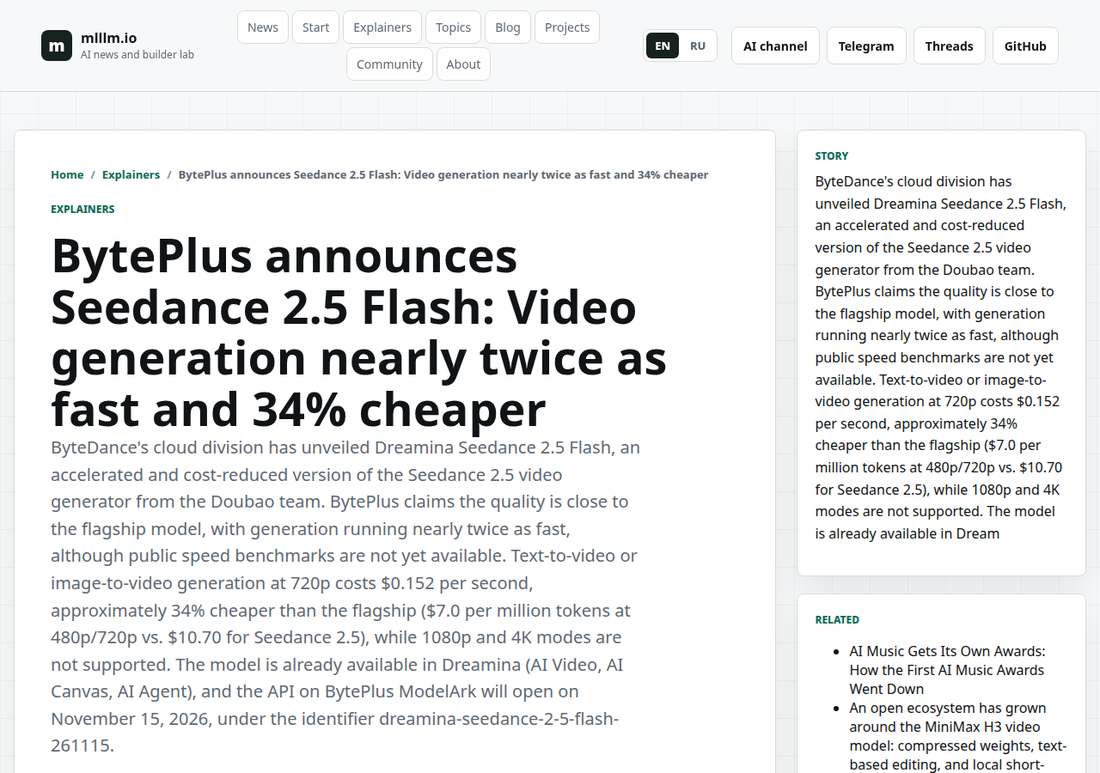 m
mlllm.io
AI news and builder lab
News
Start
Explainers
Topics
Blog
Projects
Community
About
EN
RU
AI channel
Telegram
Threads
GitHub
Home / Explainers / BytePlus announces Seedance 2.5 Flash: Video generation nearly twice as fast and 34% cheaper
EXPLAINERS
BytePlus announces
Seedance 2.5 Flash: Video
generation nearly twice as
fast and 34% cheaper
ByteDance's cloud division has unveiled Dreamina Seedance 2.5 Flash, an
accelerated and cost-reduced version of the Seedance 2.5 video
generator from the Doubao team. BytePlus claims the quality is close to
the flagship model, with generation running nearly twice as fast,
although public speed benchmarks are not yet available. Text-to-video or
image-to-video generation at 720p costs $0.152 per second,
approximately 34% cheaper than the flagship ($7.0 per million tokens at
480p/720p vs. $10.70 for Seedance 2.5), while 1080p and 4K modes are
not supported. The model is already available in Dreamina (AI Video, AI
Canvas, AI Agent), and the API on BytePlus ModelArk will open on
November 15, 2026, under the identifier dreamina-seedance-2-5-flash-
261115.
STORY
ByteDance's cloud division has
unveiled Dreamina Seedance 2.5 Flash,
an accelerated and cost-reduced
version of the Seedance 2.5 video
generator from the Doubao team.
BytePlus claims the quality is close to
the flagship model, with generation
running nearly twice as fast, although
public speed benchmarks are not yet
available. Text-to-video or image-to-
video generation at 720p costs $0.152
per second, approximately 34%
cheaper than the flagship ($7.0 per
million tokens at 480p/720p vs. $10.70
for Seedance 2.5), while 1080p and 4K
modes are not supported. The model
is already available in Dream
RELATED
AI Music Gets Its Own Awards:
How the First AI Music Awards
Went Down
An open ecosystem has grown
around the MiniMax H3 video
model: compressed weights, text-
based editing, and local short-